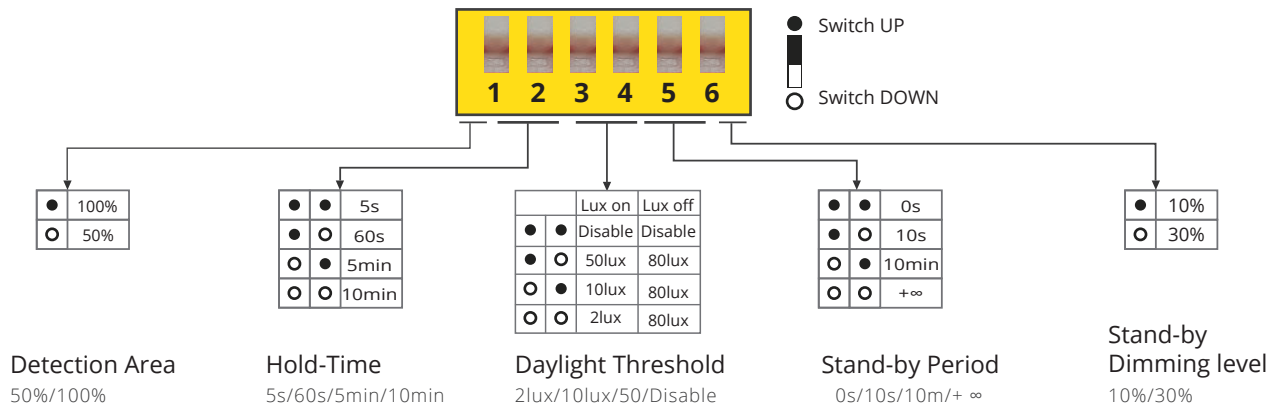 Switch UP
1 2 3 4 5 6
Switch DOWN
100%
50%
5s
60s
5min
10min
Lux on Lux off
Disable Disable
50lux 80lux
10lux 80lux
2lux 80lux
0s
10s
10min
+∞
10%
30%
Detection Area
50%/100%
Hold-Time
5s/60s/5min/10min
Daylight Threshold
2lux/10lux/50/Disable
Stand-by Period
0s/10s/10m/+ ∞
Stand-by
Dimming level
10%/30%